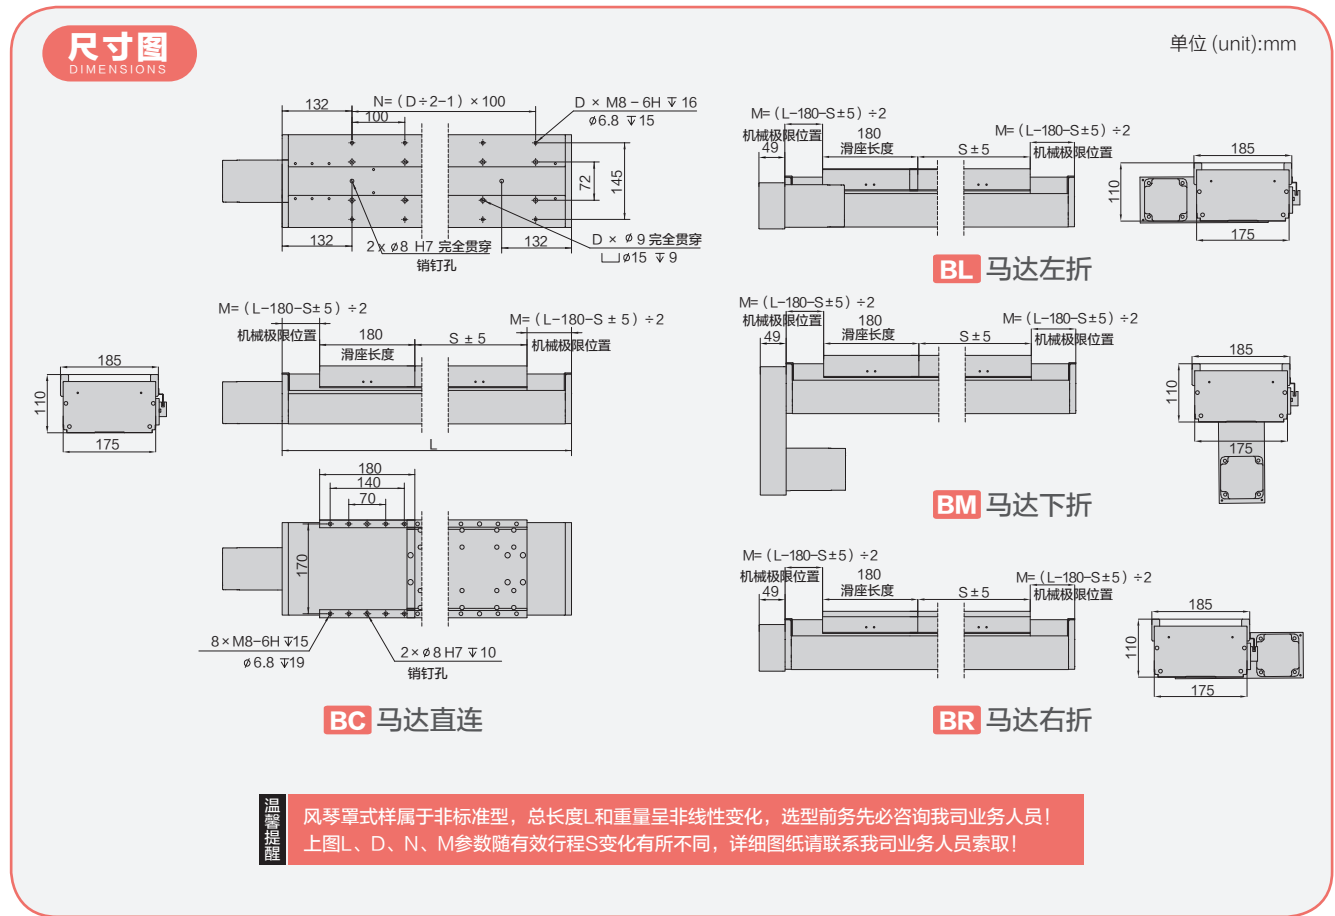 尺寸图
DIMENSIONS
单位 (unit):mm
132
N=(D÷2-1)×100
100
D × M8-6H ↧ 16
ø6.8 ↧ 15
72
145
132
2× ø8 H7 完全贯穿
销钉孔
132
D × ø 9 完全贯穿
⌴ø15 ↧ 9
M=(L-180-S±5)÷2
机械极限位置
180
滑座长度
S ± 5
M=(L-180-S ± 5)÷2
机械极限位置
185
110
175
L
180
140
70
170
8×M8-6H ↧15
ø6.8 ↧19
2× ø8 H7 ↧10
销钉孔
BC 马达直连
M=(L-180-S±5)÷2
机械极限位置
49
180
滑座长度
S±5
M=(L-180-S±5)÷2
机械极限位置
185
110
175
BL 马达左折
M=(L-180-S±5)÷2
机械极限位置
49
180
滑座长度
S±5
M=(L-180-S±5)÷2
机械极限位置
185
110
175
BM 马达下折
M=(L-180-S±5)÷2
机械极限位置
49
180
滑座长度
S±5
M=(L-180-S±5)÷2
机械极限位置
185
110
175
BR 马达右折
温馨提醒
风琴罩式样属于非标准型，总长度L和重量呈非线性变化，选型前务先必咨询我司业务人员！
上图L、D、N、M参数随有效行程S变化有所不同，详细图纸请联系我司业务人员索取！